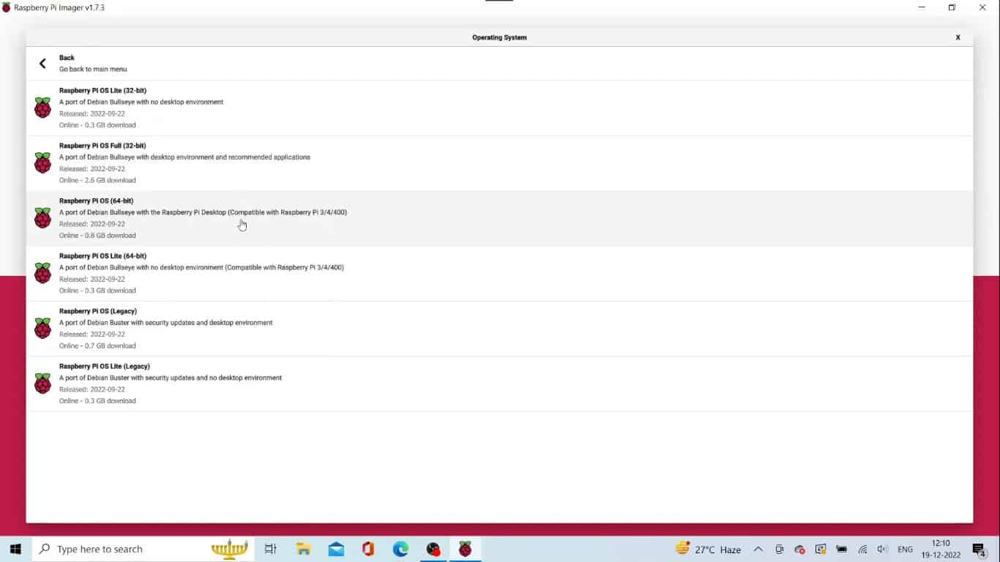 Raspberry Pi Imager v1.7.3
Operating System
X
Back
Go back to main menu
Raspberry Pi OS Lite (32-bit)
A port of Debian Bullseye with no desktop environment
Released: 2022-09-22
Online - 0.3 GB download
Raspberry Pi OS Full (32-bit)
A port of Debian Bullseye with desktop environment and recommended applications
Released: 2022-09-22
Online - 2.6 GB download
Raspberry Pi OS (64-bit)
A port of Debian Bullseye with the Raspberry Pi Desktop (Compatible with Raspberry Pi 3/4/400)
Released: 2022-09-22
Online - 0.8 GB download
Raspberry Pi OS Lite (64-bit)
A port of Debian Bullseye with no desktop environment (Compatible with Raspberry Pi 3/4/400)
Released: 2022-09-22
Online - 0.3 GB download
Raspberry Pi OS (Legacy)
A port of Debian Buster with security updates and desktop environment
Released: 2022-09-22
Online - 0.7 GB download
Raspberry Pi OS Lite (Legacy)
A port of Debian Buster with security updates and no desktop environment
Released: 2022-09-22
Online - 0.3 GB download
Type here to search
27°C Haze
ENG
12:10
19-12-2022
4